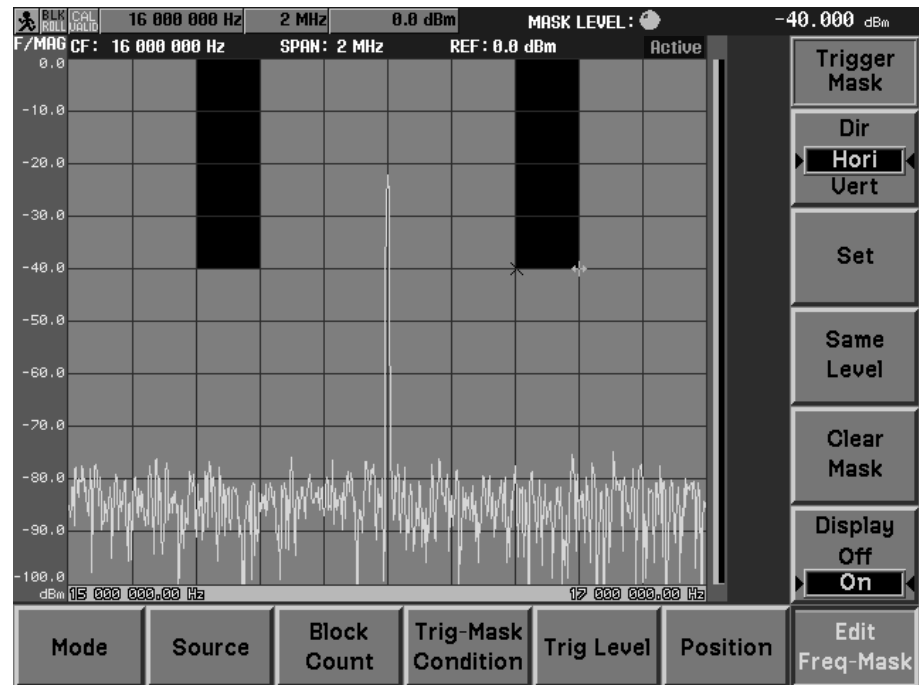 BLK ROLL CAL VALID 16 000 000 Hz 2 MHz 0.0 dBm MASK LEVEL: -40.000 dBm
F/MAG CF: 16 000 000 Hz SPAN: 2 MHz REF: 0.0 dBm Active
0.0
-10.0
-20.0
-30.0
-40.0
-50.0
-60.0
-70.0
-80.0
-90.0
-100.0
dBm 15 000 000.00 Hz 17 000 000.00 Hz
Trigger
Mask
Dir
Hori
Vert
Set
Same
Level
Clear
Mask
Display
Off
On
Mode
Source
Block
Count
Trig-Mask
Condition
Trig Level
Position
Edit
Freq-Mask